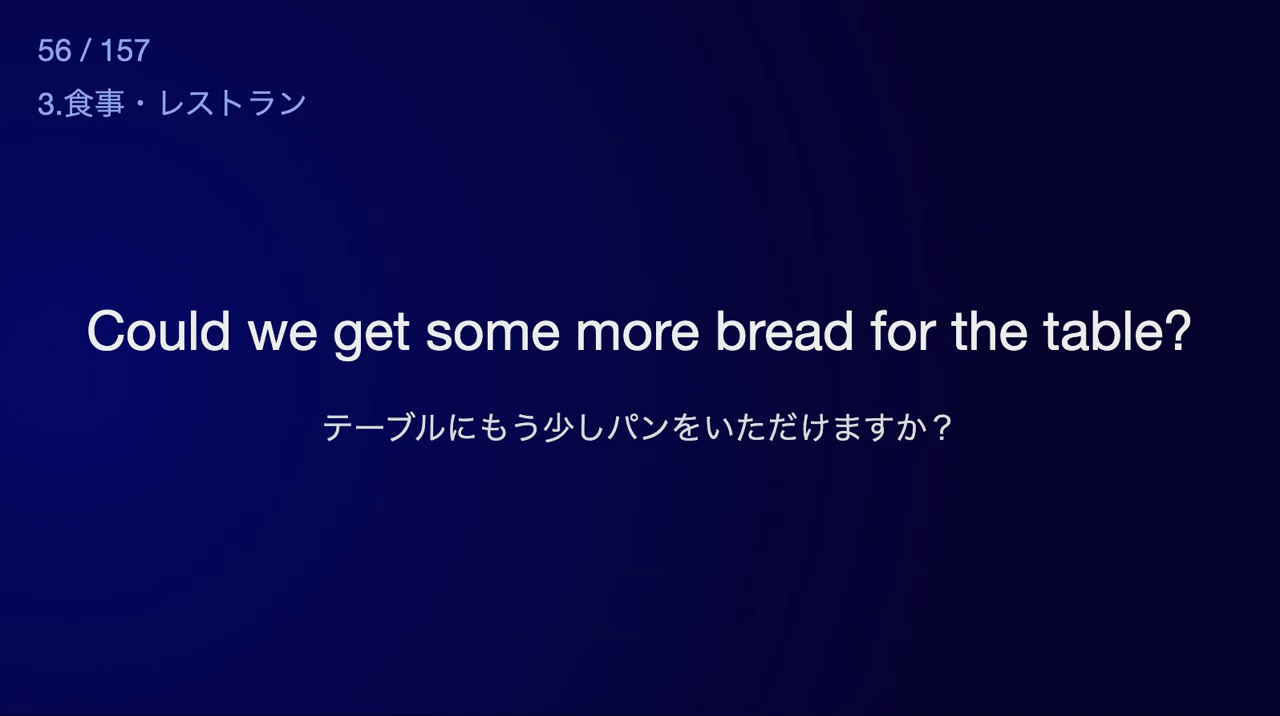 56 / 157
3.食事・レストラン
Could we get some more bread for the table?
テーブルにもう少しパンをいただけますか？